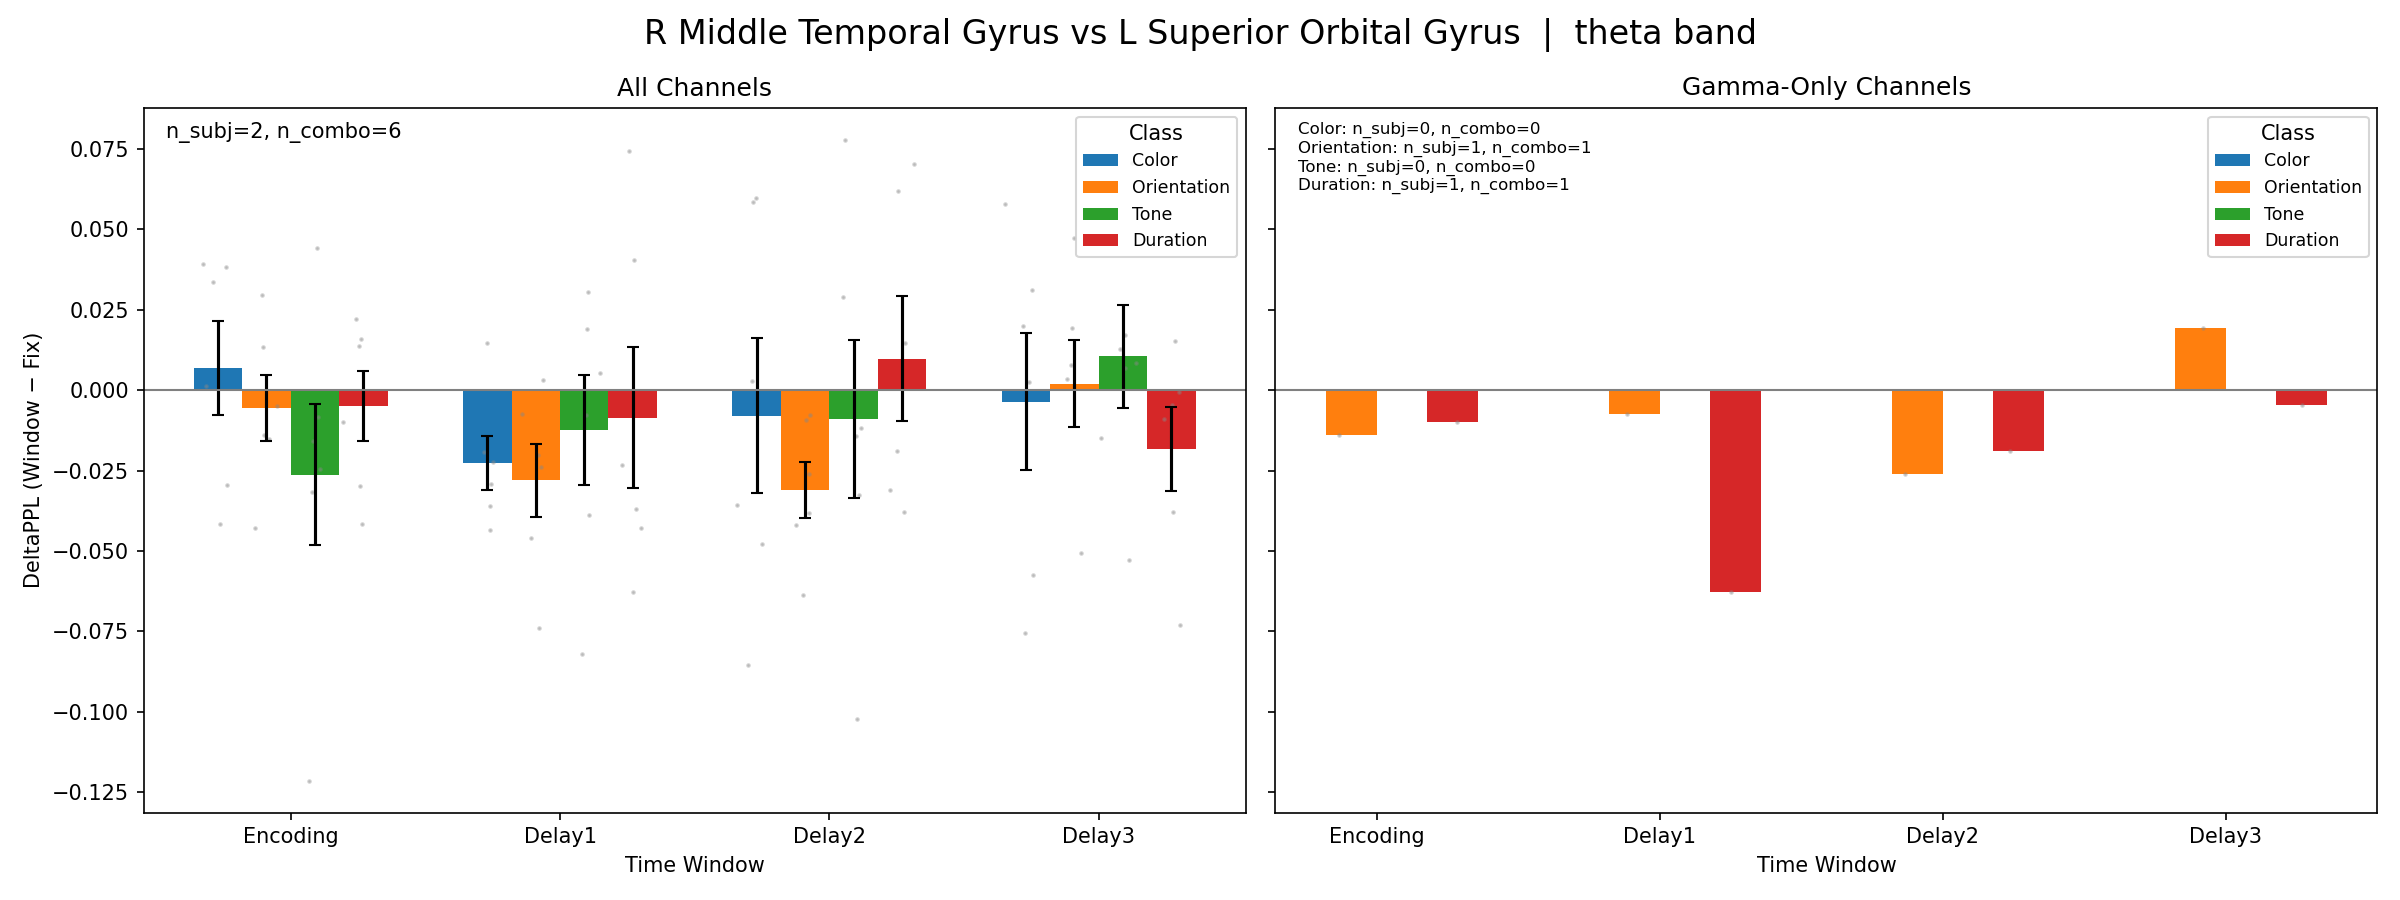 R Middle Temporal Gyrus vs L Superior Orbital Gyrus | theta band
All Channels
n_subj=2, n_combo=6
Class
Color
Orientation
Tone
Duration
DeltaPPL (Window − Fix)
0.075
0.050
0.025
0.000
−0.025
−0.050
−0.075
−0.100
−0.125
Encoding
Delay1
Delay2
Delay3
Time Window
Gamma-Only Channels
Color: n_subj=0, n_combo=0
Orientation: n_subj=1, n_combo=1
Tone: n_subj=0, n_combo=0
Duration: n_subj=1, n_combo=1
Class
Color
Orientation
Tone
Duration
Encoding
Delay1
Delay2
Delay3
Time Window